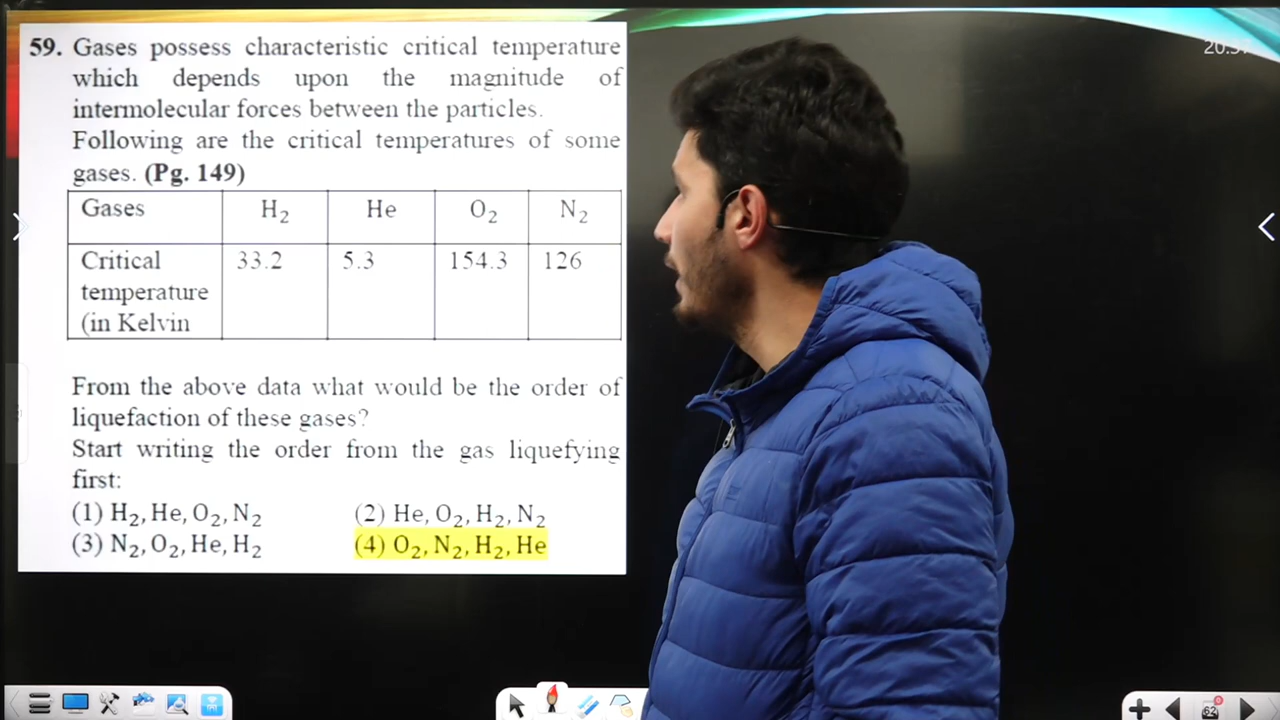 59. Gases possess characteristic critical temperature
which depends upon the magnitude of
intermolecular forces between the particles.
Following are the critical temperatures of some
gases. (Pg. 149)
Gases H₂ He O₂ N₂
Critical temperature (in Kelvin 33.2 5.3 154.3 126
From the above data what would be the order of
liquefaction of these gases?
Start writing the order from the gas liquefying
first:
(1) H₂, He, O₂, N₂ (2) He, O₂, H₂, N₂
(3) N₂, O₂, He, H₂ (4) O₂, N₂, H₂, He
62